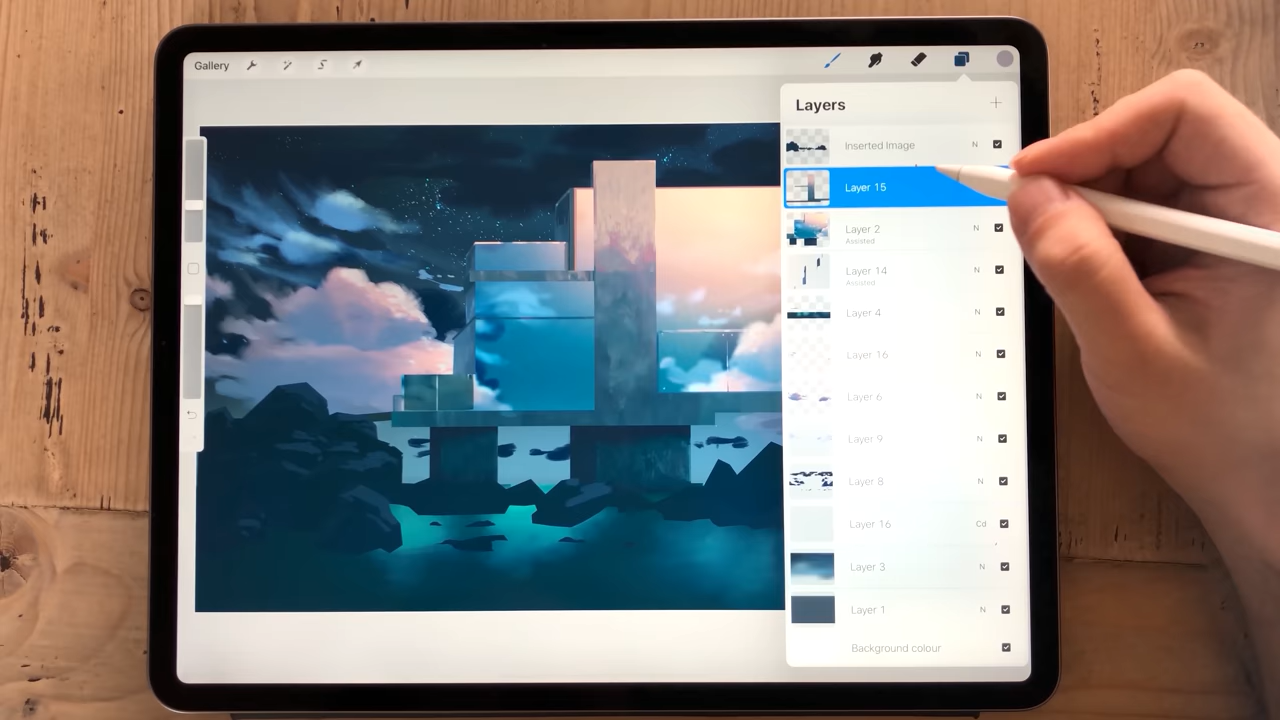 Gallery
Layers
Inserted Image N
Layer 15
Layer 2 N
Assisted
Layer 14 N
Assisted
Layer 4 N
Layer 16 N
Layer 6 N
Layer 9 N
Layer 8 N
Layer 16 Cd
Layer 3 N
Layer 1 N
Background colour